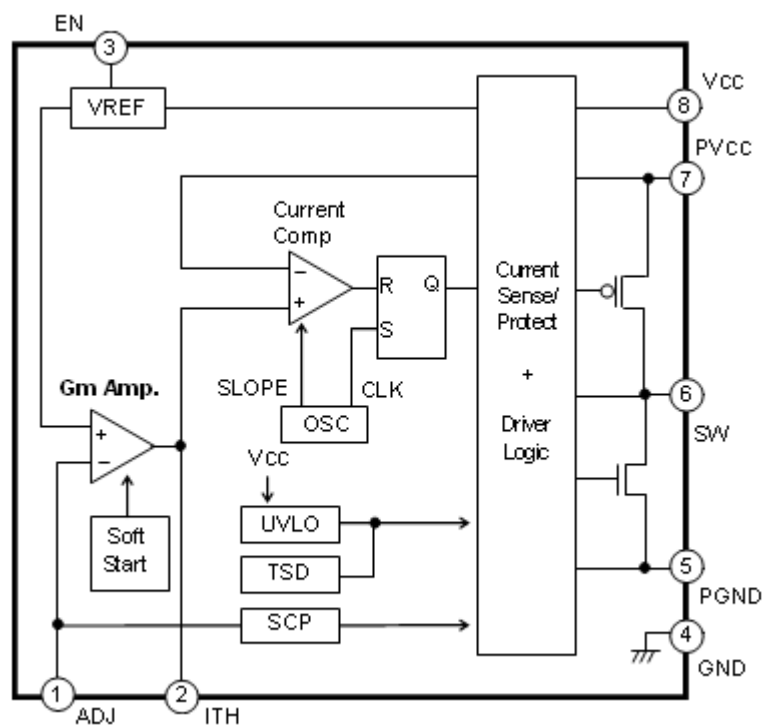 EN
3
VCC
VREF
8
PVCC
7
Current
Comp
−
+
R
Q
S
Current
Sense/
Protect
+
Driver
Logic
SLOPE
CLK
OSC
Gm Amp.
+
−
6
SW
VCC
UVLO
Soft
Start
TSD
5
PGND
SCP
4
GND
1
ADJ
2
ITH